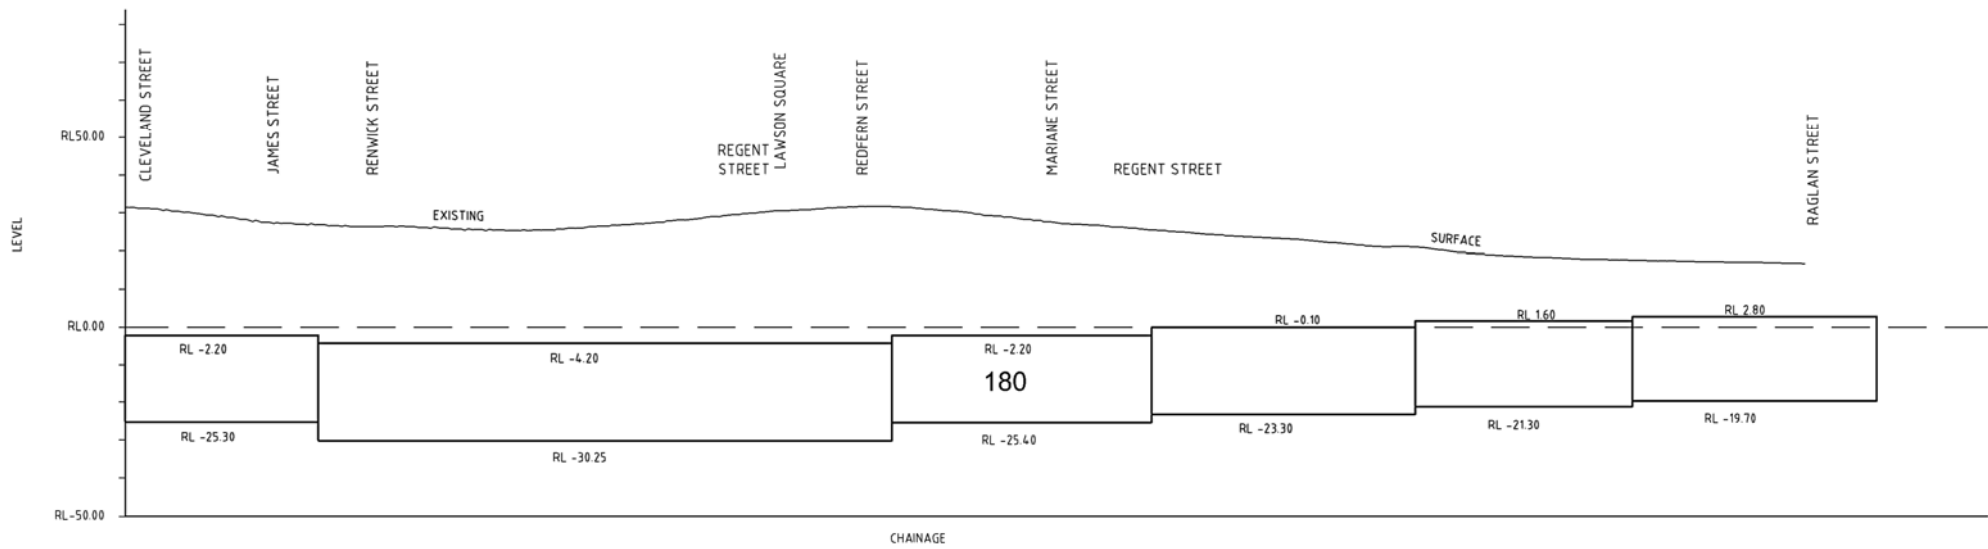 CLEVELAND STREET
JAMES STREET
RENWICK STREET
REGENT
STREET
LAWSON SQUARE
REDFERN STREET
MARIANE STREET
REGENT STREET
RAGLAN STREET
RL50.00
LEVEL
EXISTING
SURFACE
RL0.00
RL -2.20
RL -4.20
RL -2.20
RL -0.10
RL 1.60
RL 2.80
180
RL -25.30
RL -30.25
RL -25.40
RL -23.30
RL -21.30
RL -19.70
RL-50.00
CHAINAGE